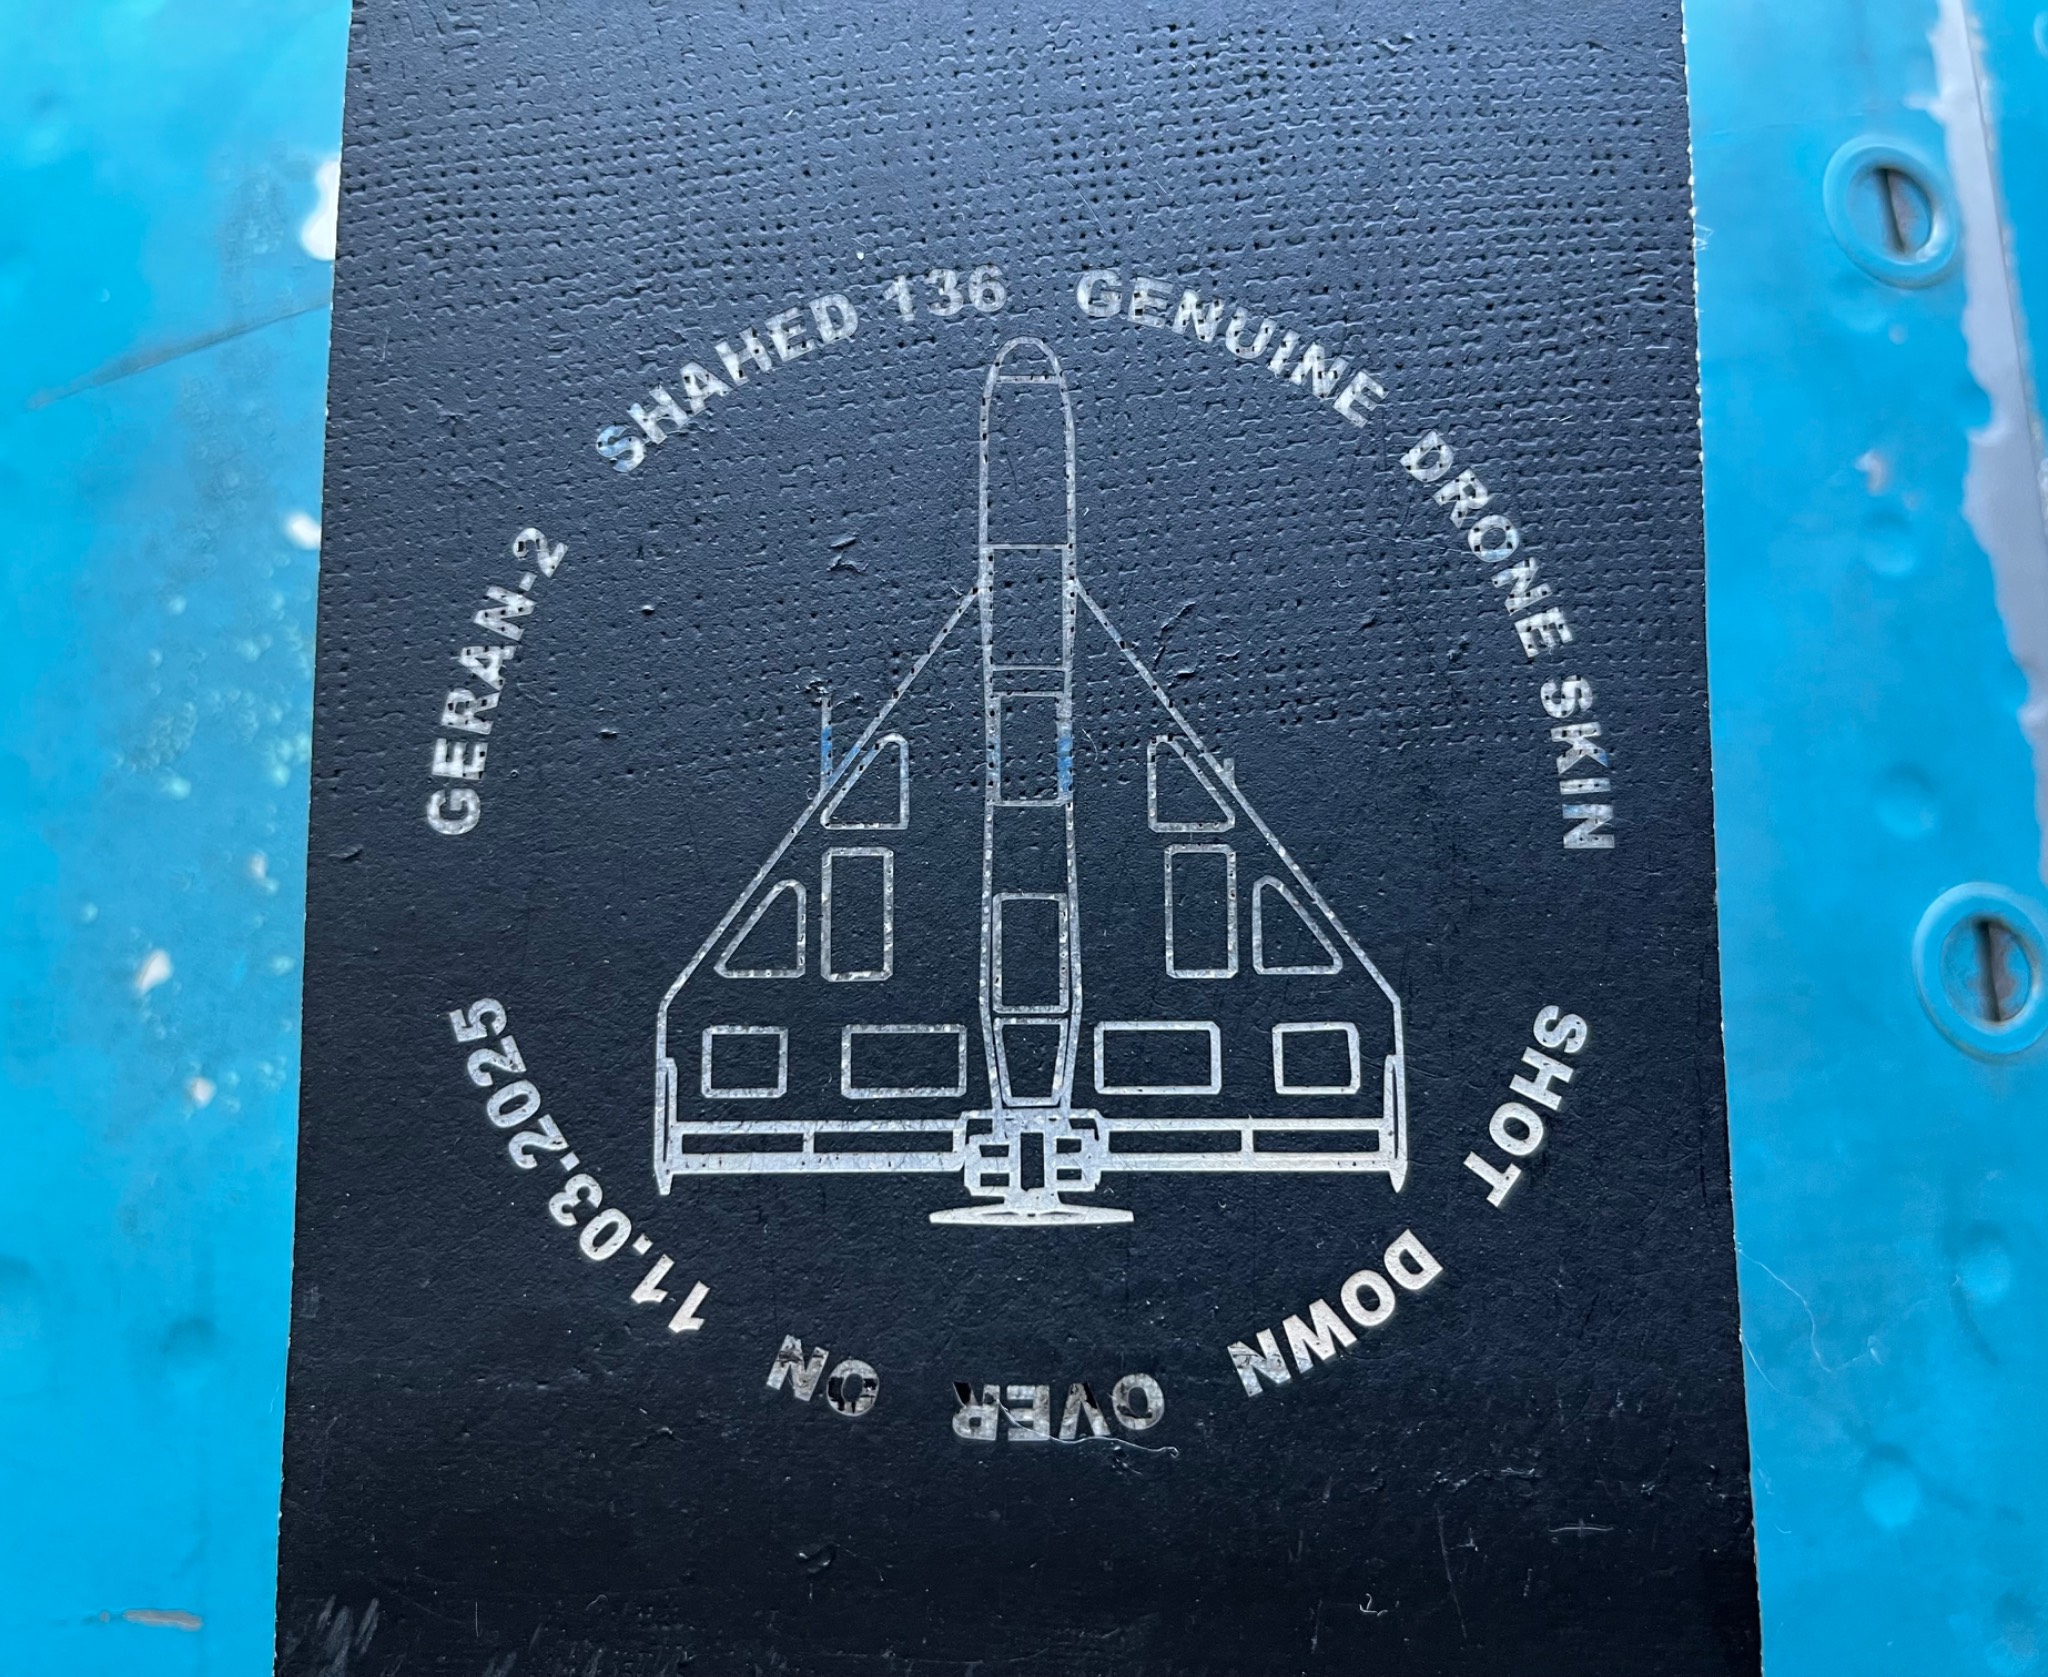 GERAN-2 SHAHED 136 GENUINE DRONE SKIN
SHOT DOWN OVER ON 11.03.2025